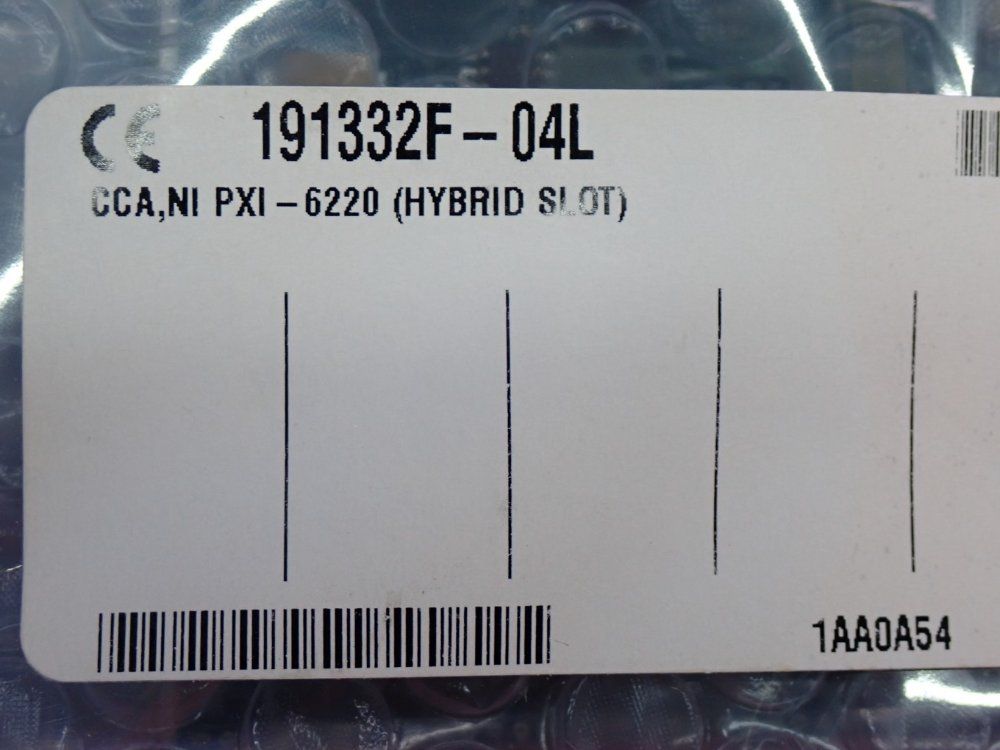 CE 191332F-04L
CCA,NI PXI-6220 (HYBRID SLOT)
1AA0A54